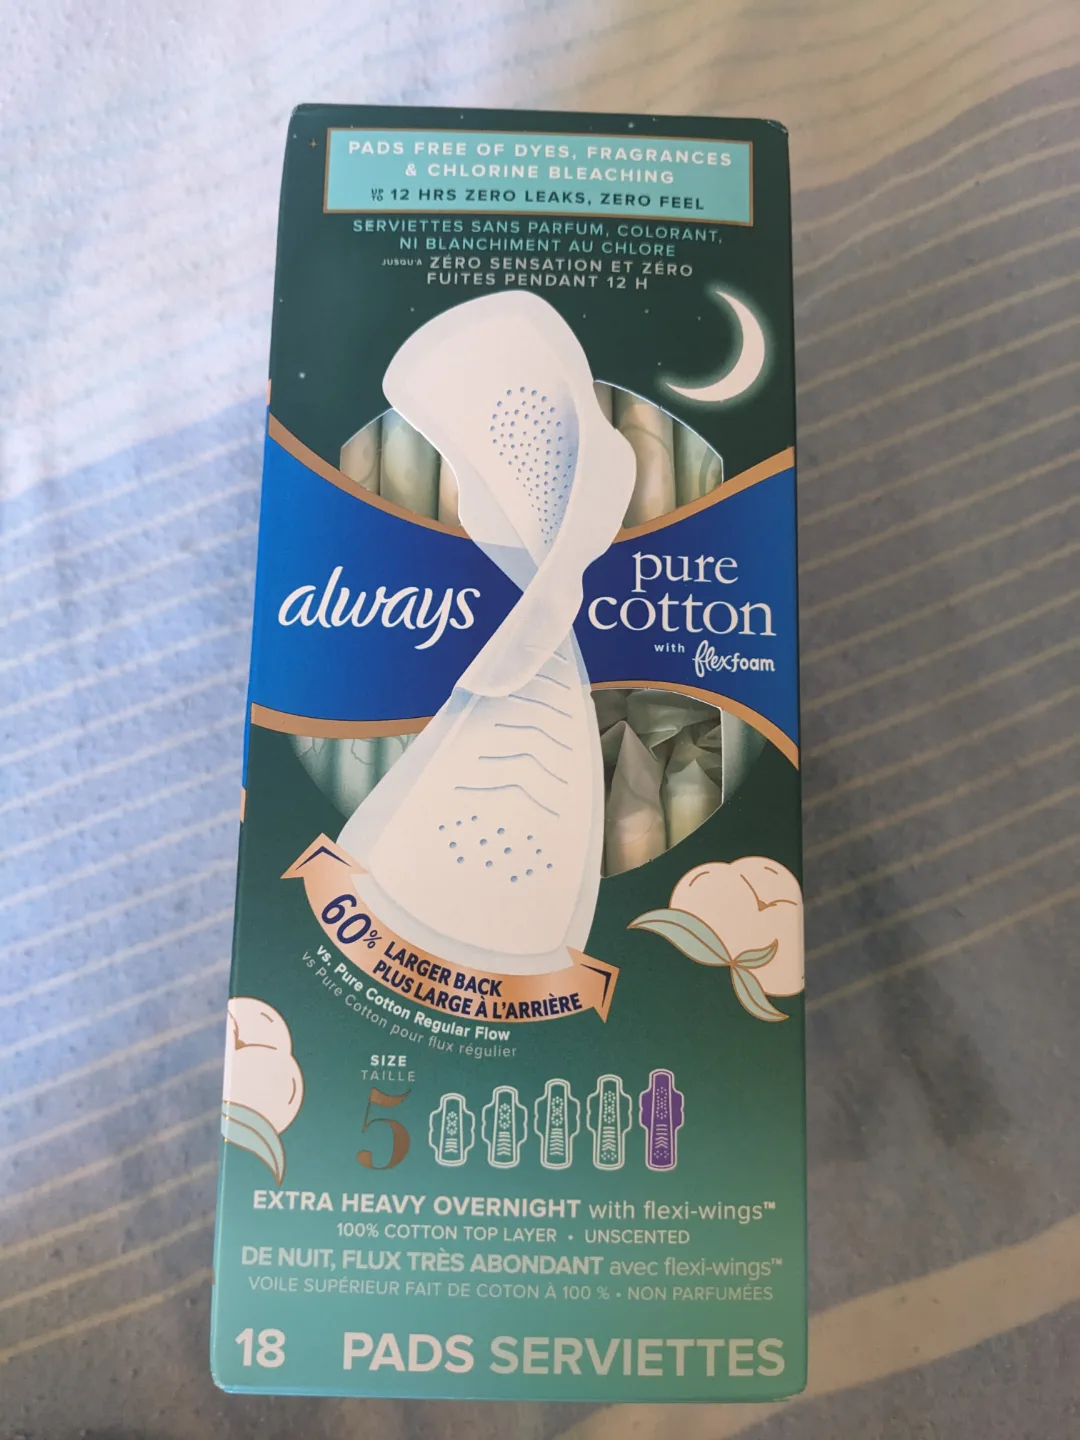 PADS FREE OF DYES, FRAGRANCES
& CHLORINE BLEACHING
UP TO 12 HRS ZERO LEAKS, ZERO FEEL
SERVIETTES SANS PARFUM, COLORANT,
NI BLANCHIMENT AU CHLORE
JUSQU'À ZÉRO SENSATION ET ZÉRO
FUITES PENDANT 12 H
always
pure
cotton
with flexfoam
60% LARGER BACK
PLUS LARGE À L'ARRIÈRE
vs. Pure Cotton Regular Flow
vs Pure Cotton pour flux régulier
SIZE
TAILLE
5
EXTRA HEAVY OVERNIGHT with flexi-wings™
100% COTTON TOP LAYER • UNSCENTED
DE NUIT, FLUX TRÈS ABONDANT avec flexi-wings™
VOILE SUPÉRIEUR FAIT DE COTON À 100 % • NON PARFUMÉES
18 PADS SERVIETTES